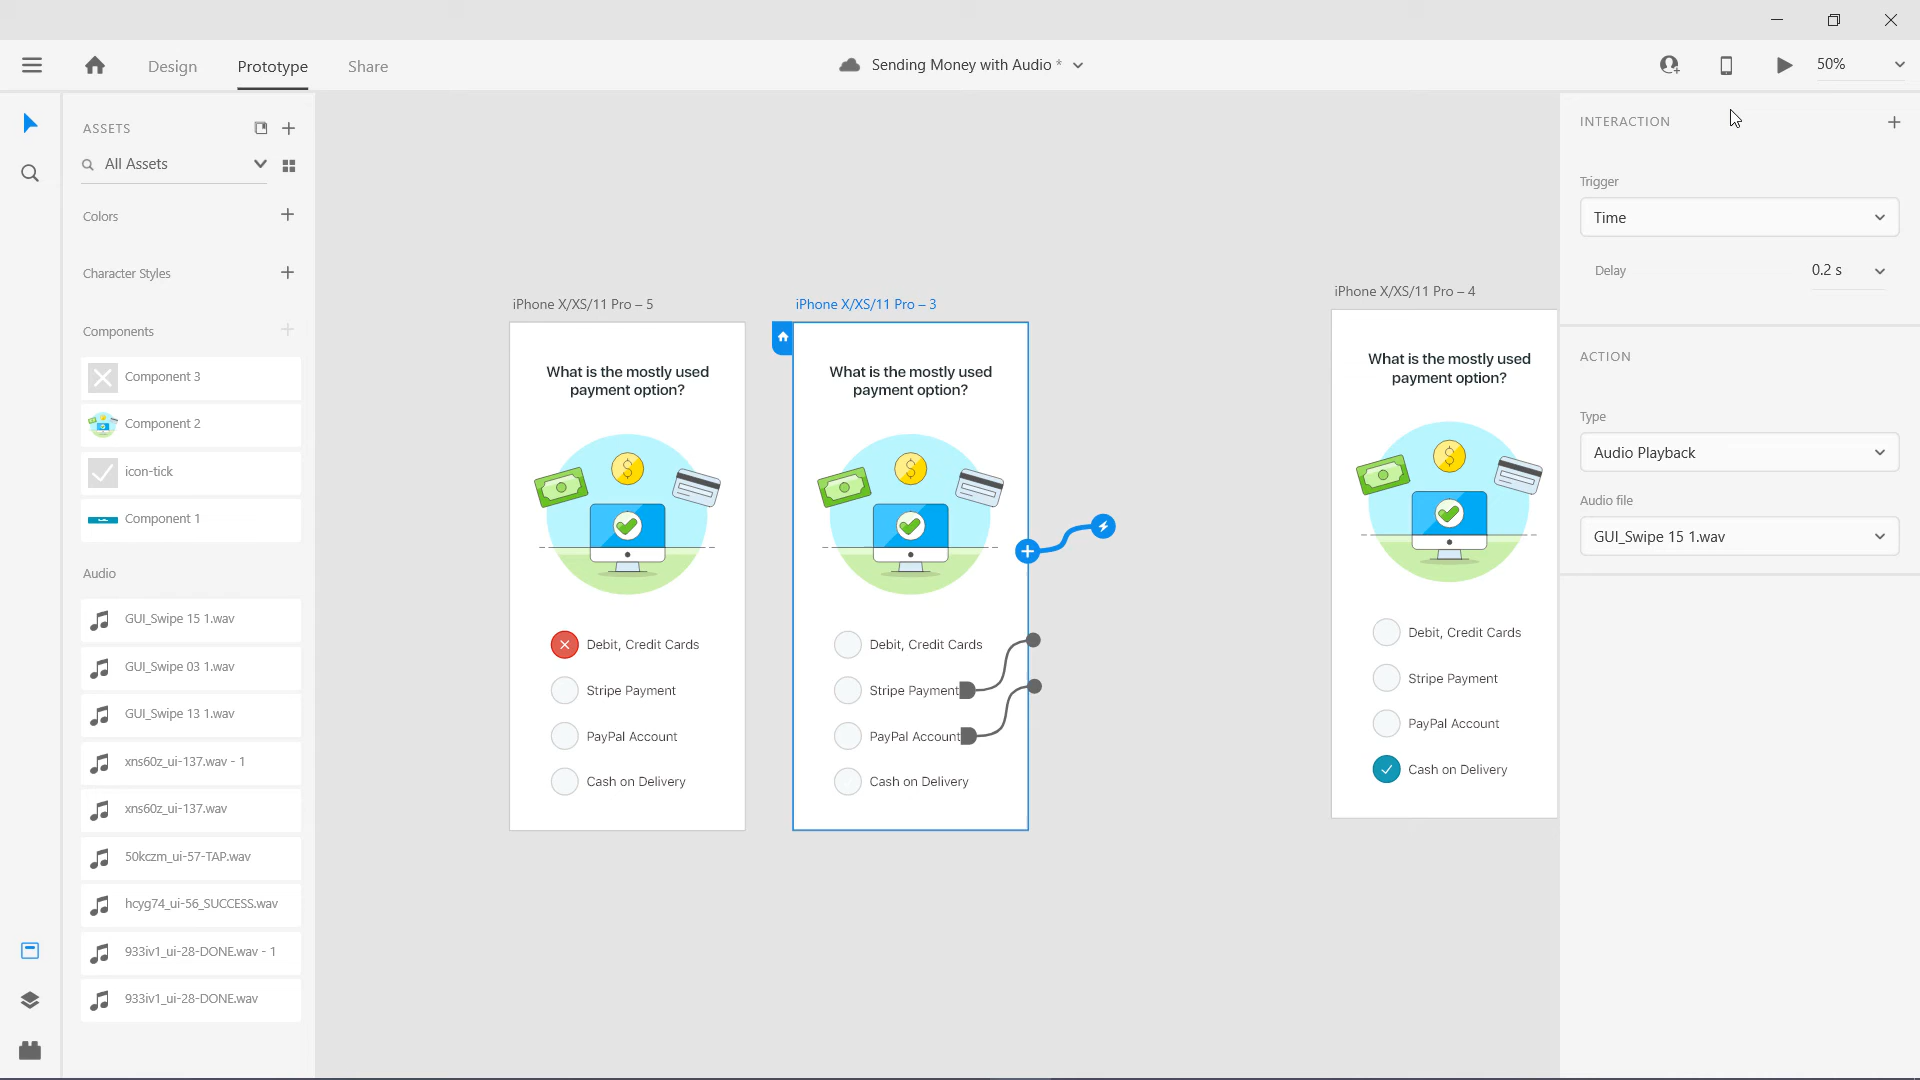 Design
Prototype
Share
Sending Money with Audio *
50%
ASSETS
All Assets
Colors
Character Styles
Components
Component 3
Component 2
icon-tick
Component 1
Audio
GUI_Swipe 15 1.wav
GUI_Swipe 03 1.wav
GUI_Swipe 13 1.wav
xns60z_ui-137.wav - 1
xns60z_ui-137.wav
50kczm_ui-57-TAP.wav
hcyg74_ui-56_SUCCESS.wav
933iv1_ui-28-DONE.wav - 1
933iv1_ui-28-DONE.wav
iPhone X/XS/11 Pro – 5
What is the mostly used
payment option?
$
Debit, Credit Cards
Stripe Payment
PayPal Account
Cash on Delivery
iPhone X/XS/11 Pro – 3
What is the mostly used
payment option?
$
Debit, Credit Cards
Stripe Payment
PayPal Account
Cash on Delivery
iPhone X/XS/11 Pro – 4
What is the mostly used
payment option?
$
Debit, Credit Cards
Stripe Payment
PayPal Account
Cash on Delivery
INTERACTION
Trigger
Time
Delay
0.2 s
ACTION
Type
Audio Playback
Audio file
GUI_Swipe 15 1.wav